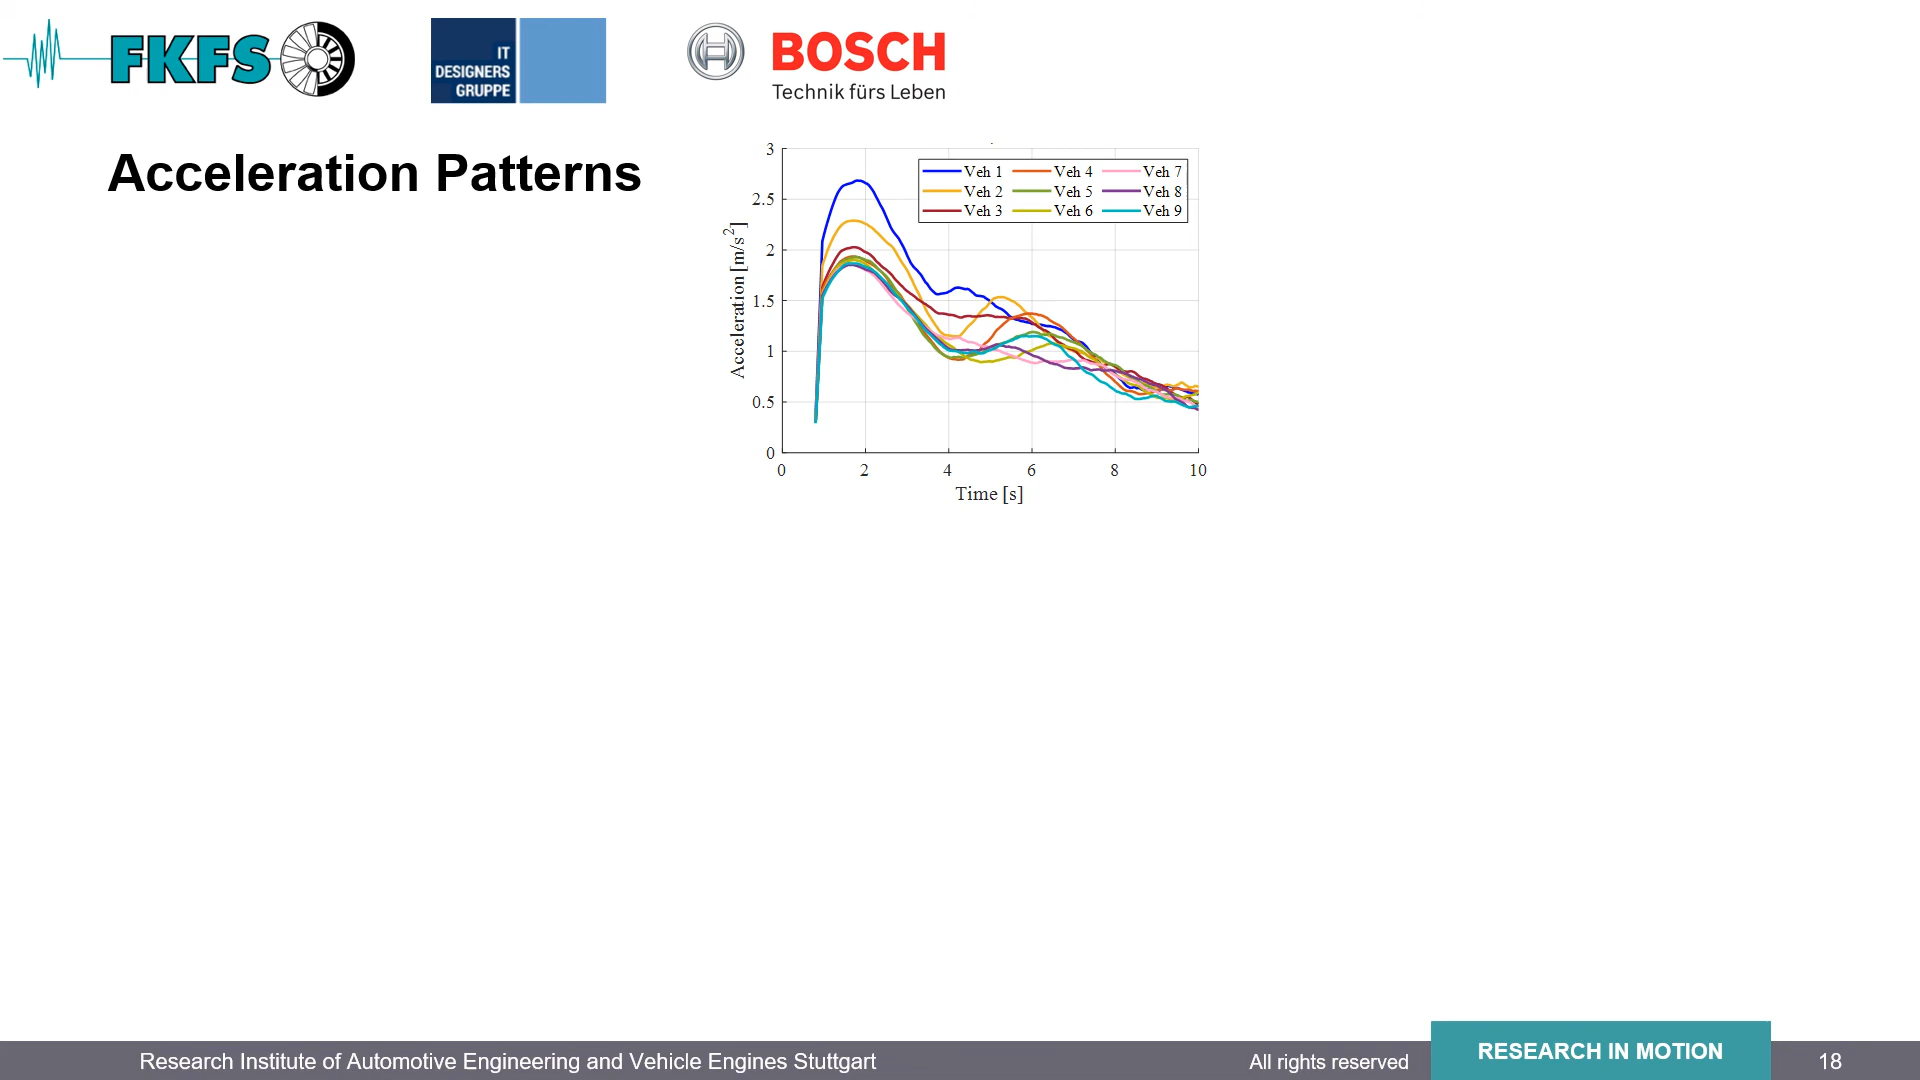 FKFS
IT
DESIGNERS
GRUPPE
BOSCH
Technik fürs Leben
Acceleration Patterns
Veh 1 Veh 4 Veh 7
Veh 2 Veh 5 Veh 8
Veh 3 Veh 6 Veh 9
3
2.5
2
1.5
1
0.5
0
Acceleration [m/s²]
0 2 4 6 8 10
Time [s]
Research Institute of Automotive Engineering and Vehicle Engines Stuttgart
All rights reserved
RESEARCH IN MOTION
18